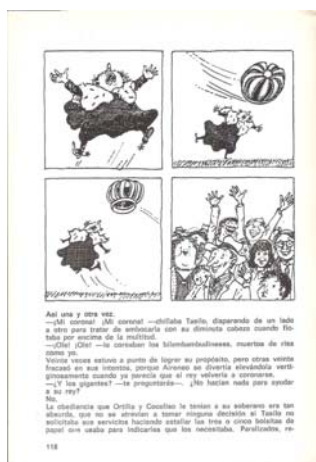 Así una y otra vez.
—¡Mi corona! ¡Mi corona! —chillaba Tasilo, disparando de un lado
a otro para tratar de embocarla con su diminuta cabeza cuando flo-
taba por encima de la multitud.
—¡Ole! ¡Ole! —la coreaban los bilembambudineses, muertos de risa
como yo.
Veinte veces estuvo a punto de lograr su propósito, pero otras veinte
fracasó en sus intentos, porque Aireneo se divertía elevándola verti-
ginosamente cuando ya parecía que el rey volvería a coronarse.
—¿Y los gigantes? —te preguntarás—. ¿No hacían nada para ayudar
a su rey?
No.
La obediencia que Ortilia y Cocoliso le tenían a su soberano era tan
absurda, que no se atrevían a tomar ninguna decisión si Tasilo no
solicitaba sus servicios haciendo estallar las tres o cinco bolsitas de
papel que usaba para indicarles que los necesitaba. Paralizados, re-
118